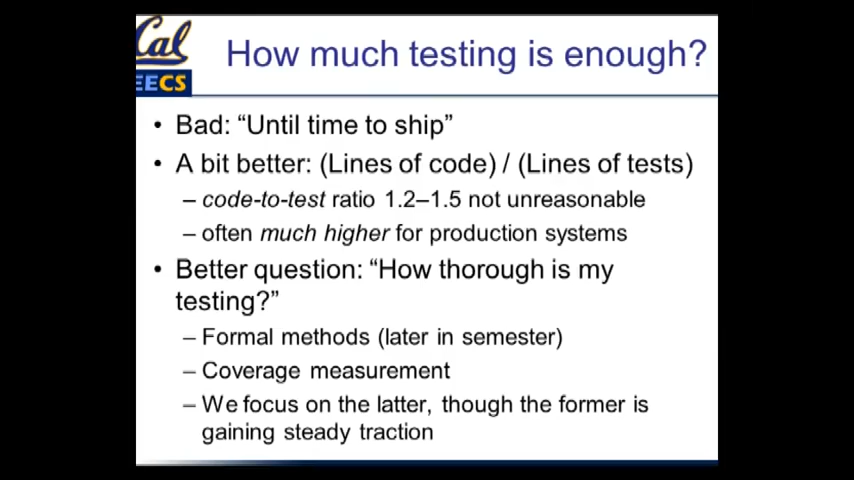 Cal
EECS
How much testing is enough?
• Bad: “Until time to ship”
• A bit better: (Lines of code) / (Lines of tests)
– code-to-test ratio 1.2–1.5 not unreasonable
– often much higher for production systems
• Better question: “How thorough is my
testing?”
– Formal methods (later in semester)
– Coverage measurement
– We focus on the latter, though the former is
gaining steady traction